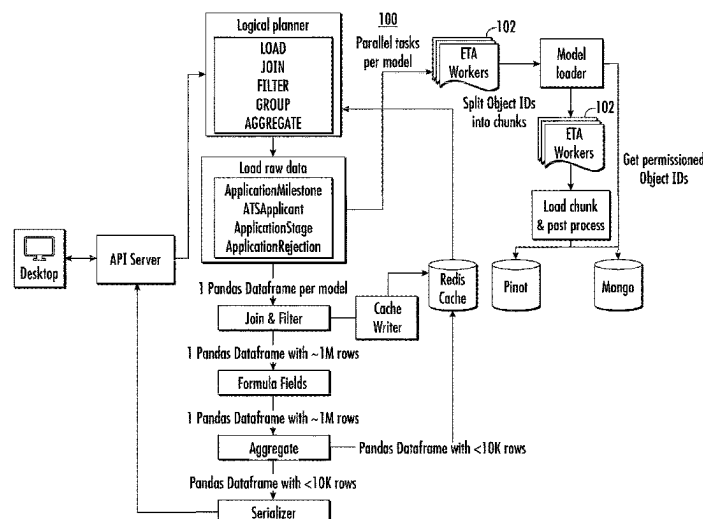 Logical planner
LOAD
JOIN
FILTER
GROUP
AGGREGATE
100
Parallel tasks
per model
102
ETA
Workers
Model
loader
Split Object IDs
into chunks
102
ETA
Workers
Get permissioned
Object IDs
Load raw data
ApplicationMilestone
ATSApplicant
ApplicationStage
ApplicationRejection
Load chunk
& post process
Desktop
API Server
Redis
Cache
Pinot
Mongo
1 Pandas Dataframe per model
Join & Filter
Cache
Writer
1 Pandas Dataframe with ~1M rows
Formula Fields
1 Pandas Dataframe with ~1M rows
Aggregate
Pandas Dataframe with <10K rows
Pandas Dataframe with <10K rows
Serializer